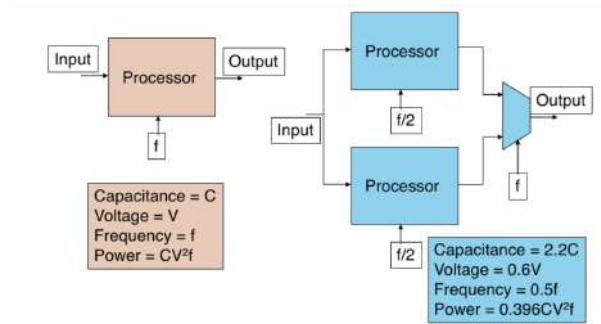 Input
Processor
Output
f
Capacitance = C
Voltage = V
Frequency = f
Power = CV²f
Processor
f/2
Input
Output
Processor
f
f/2
Capacitance = 2.2C
Voltage = 0.6V
Frequency = 0.5f
Power = 0.396CV²f